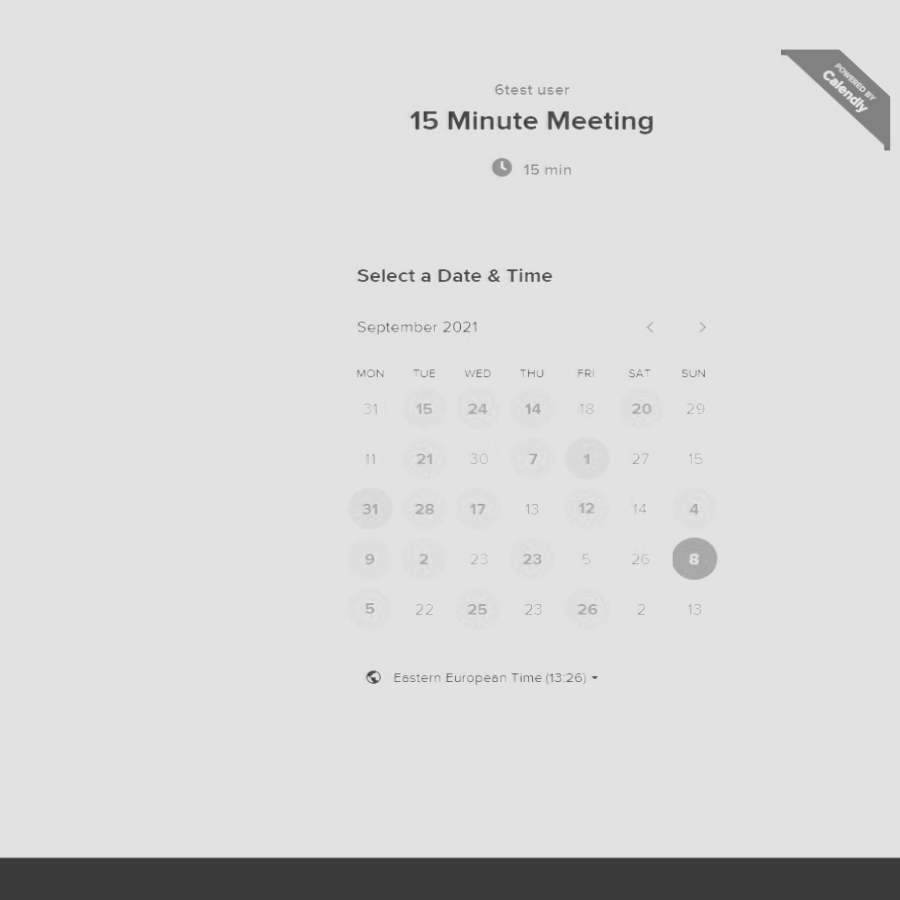 POWERED BY
Calendly
6test user
15 Minute Meeting
15 min
Select a Date & Time
September 2021
MON TUE WED THU FRI SAT SUN
31 15 24 14 18 20 29
11 21 30 7 1 27 15
31 28 17 13 12 14 4
9 2 23 23 5 26 8
5 22 25 23 26 2 13
Eastern European Time (13:26)